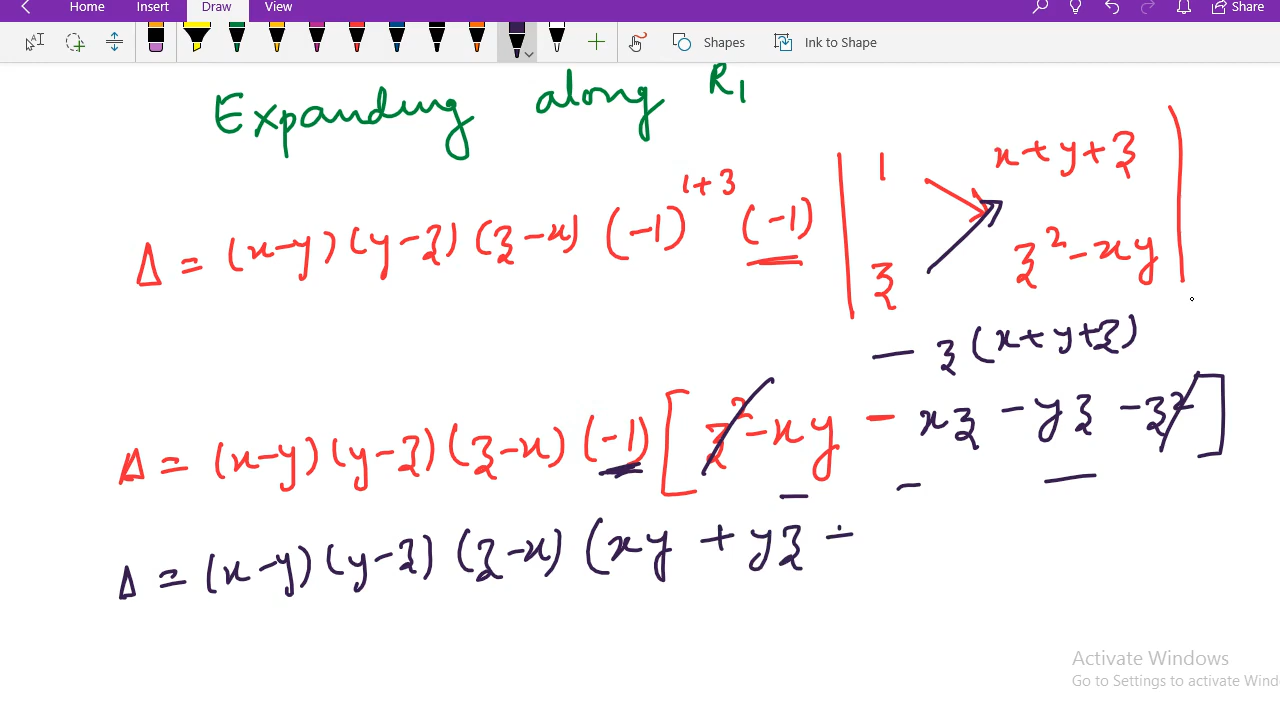 Home Insert Draw View Share
Shapes Ink to Shape
Expanding along R₁
Δ = (x-y)(y-z)(z-x)(-1)¹⁺³(-1) | 1 x+y+z |
| z z²-xy |
- z(x+y+z)
Δ = (x-y)(y-z)(z-x)(-1)[z²-xy - xz - yz - z²]
Δ = (x-y)(y-z)(z-x)(xy + yz +
Activate Windows
Go to Settings to activate Wind